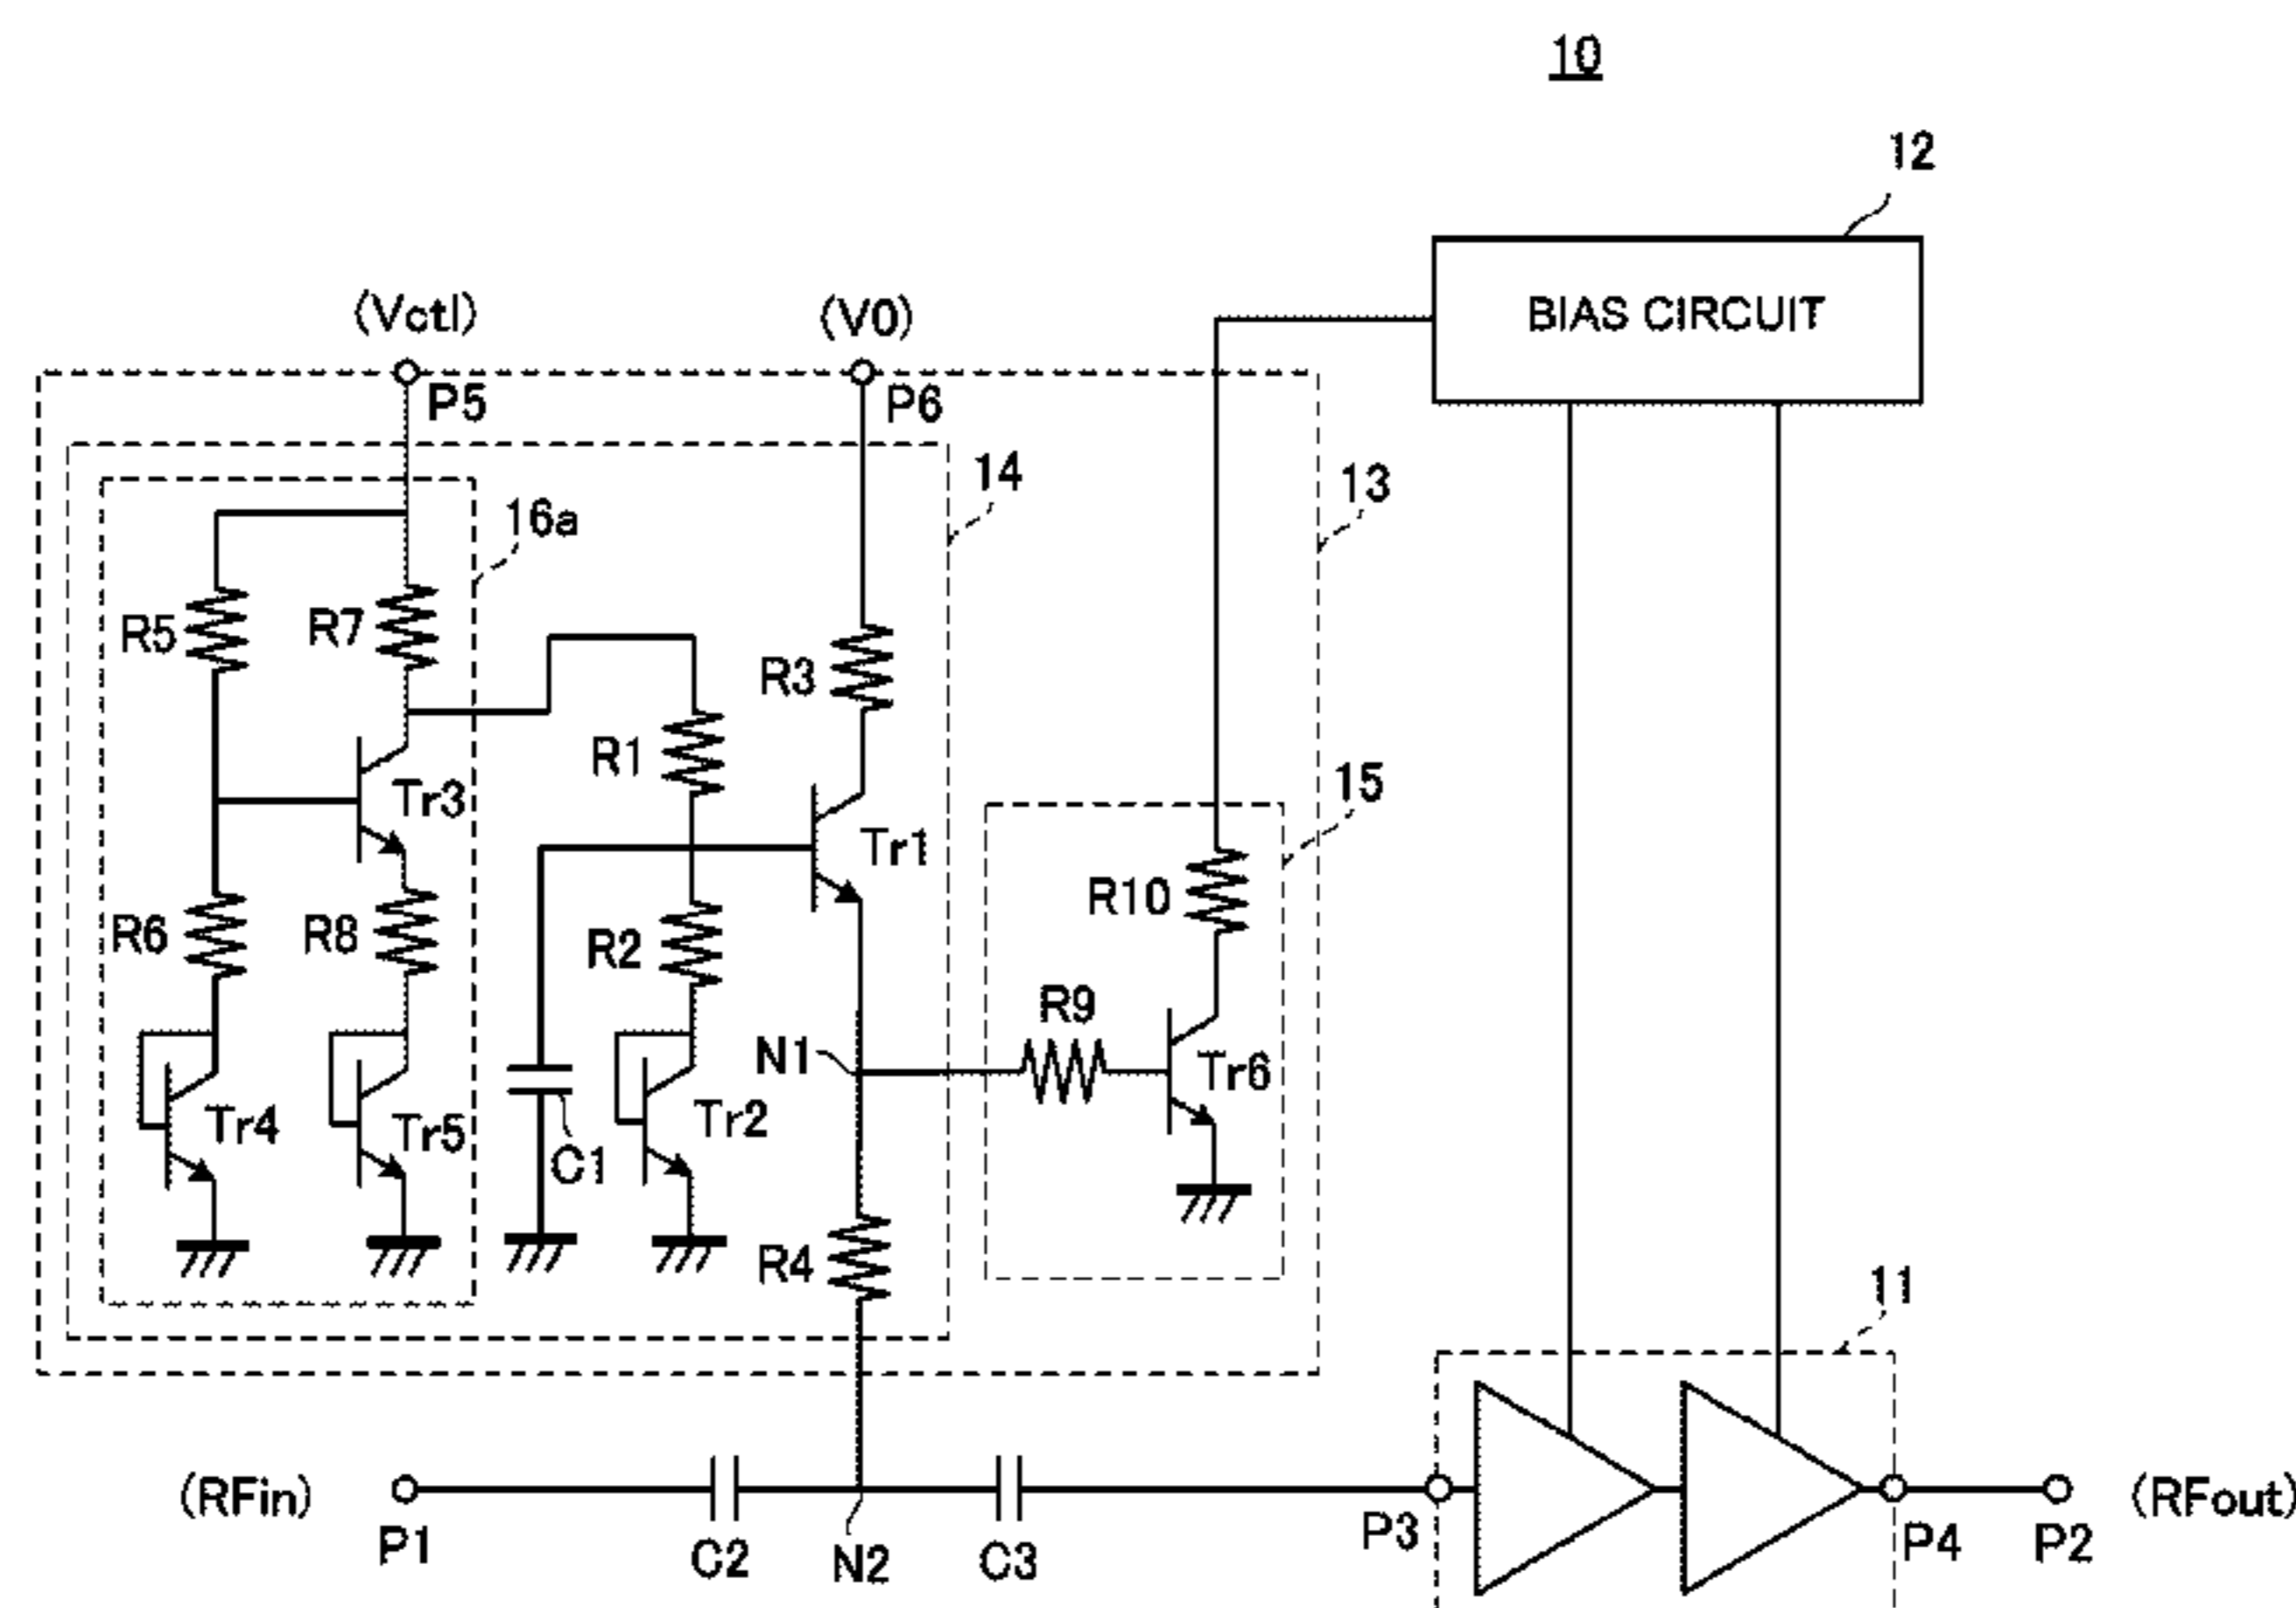 10
12
BIAS CIRCUIT
(Vctl)
(V0)
P5
P6
14
13
16a
R5
R7
R3
R1
15
Tr3
Tr1
R10
R6
R8
R2
R9
N1
Tr6
Tr4
Tr5
Tr2
C1
R4
11
(RFin)
P1
C2
N2
C3
P3
P4
P2
(RFout)